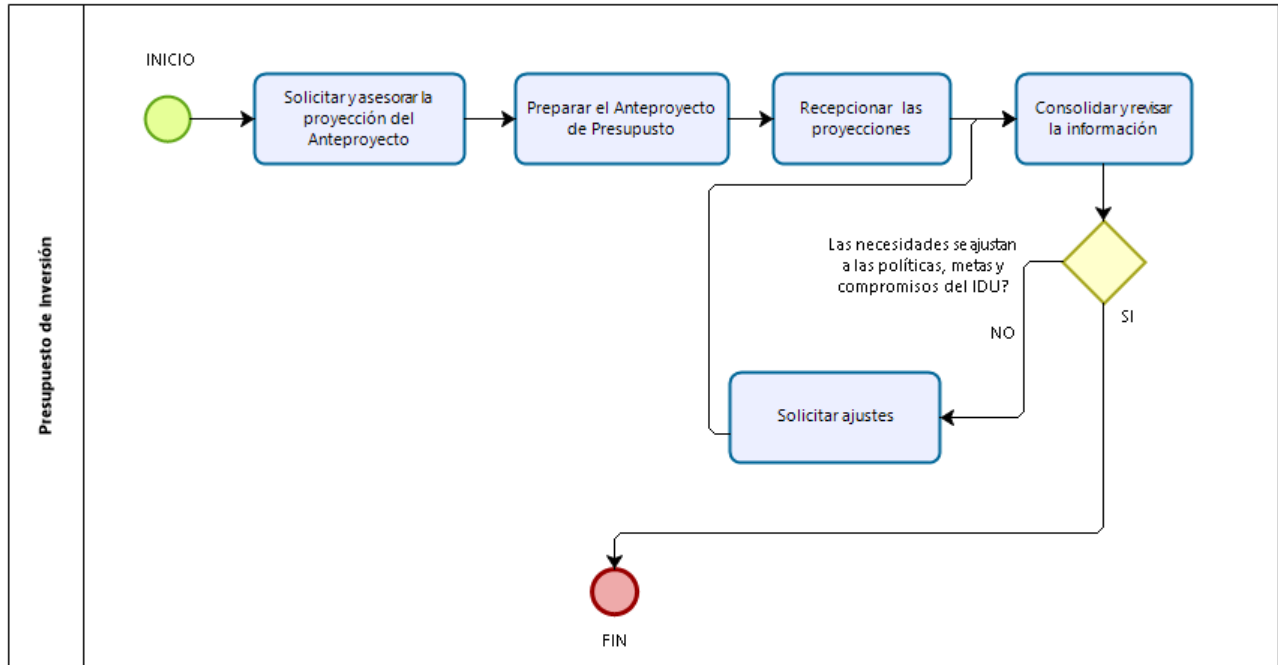 Presupuesto de Inversión
INICIO
Solicitar y asesorar la
proyección del
Anteproyecto
Preparar el Anteproyecto
de Presupusto
Recepcionar las
proyecciones
Consolidar y revisar
la información
Las necesidades se ajustan
a las políticas, metas y
compromisos del IDU?
SI
NO
Solicitar ajustes
FIN